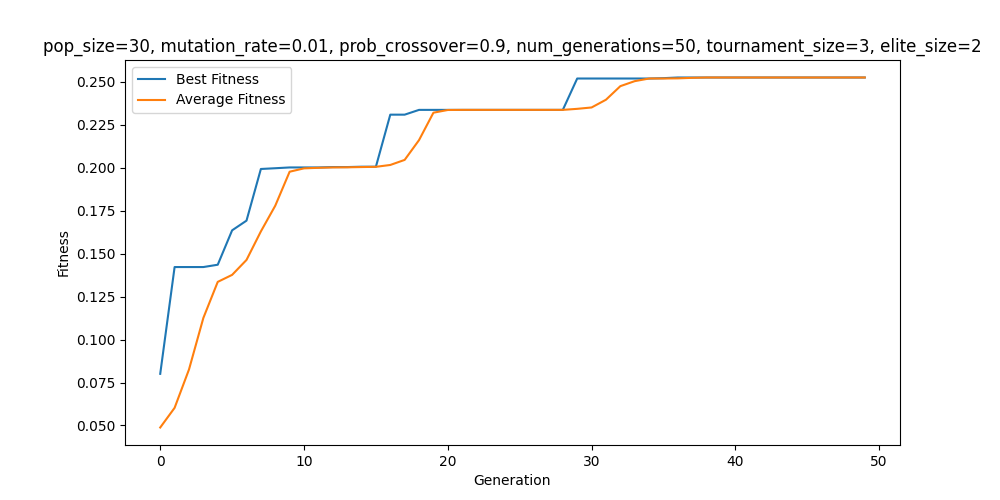 pop_size=30, mutation_rate=0.01, prob_crossover=0.9, num_generations=50, tournament_size=3, elite_size=2
Best Fitness
Average Fitness
Fitness
0.250
0.225
0.200
0.175
0.150
0.125
0.100
0.075
0.050
0 10 20 30 40 50
Generation